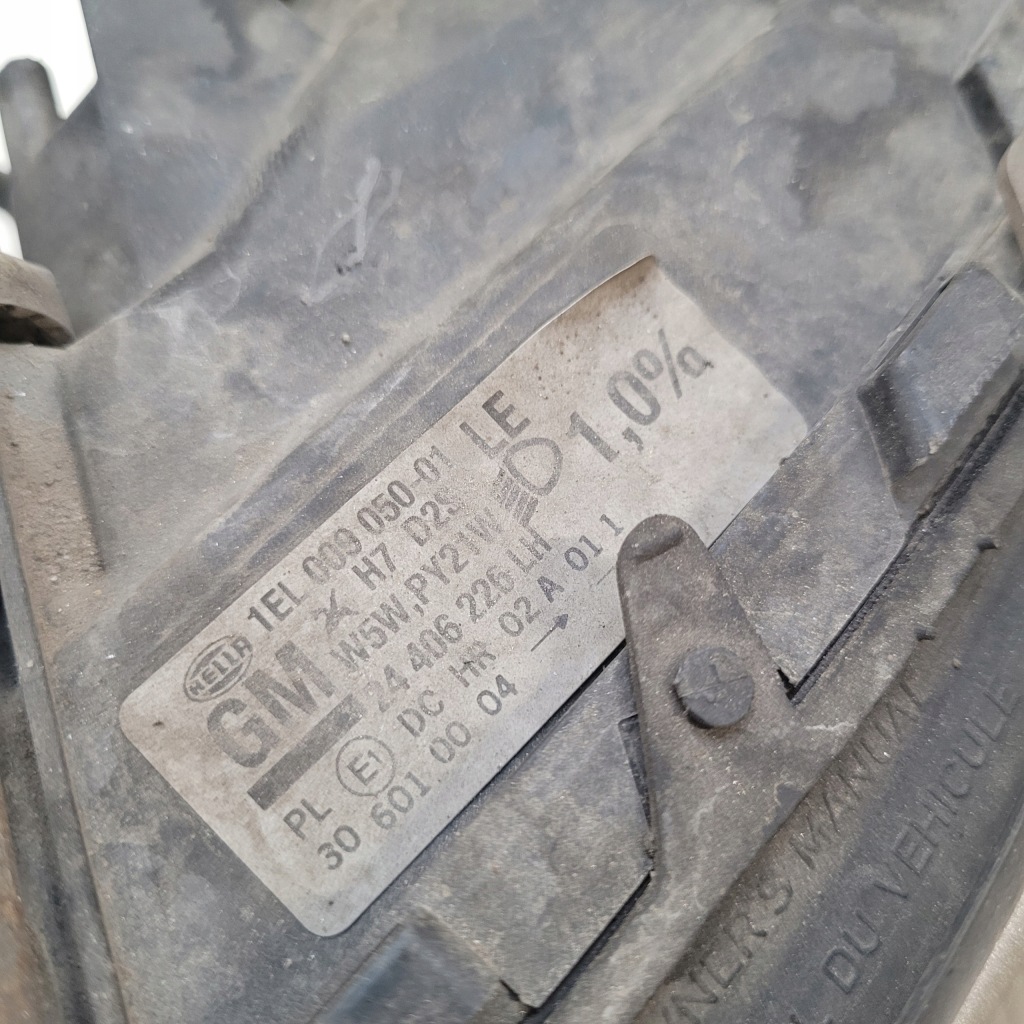 HELLA 1EL 009 050-01 LE
GM X H7 D2S
W5W,PY21W 1,0%
24 406 226 LH
PL E1 DC HR 02 A 01 1
30 601 00 04 →
OWNERS MANUAL
DU VEHICULE